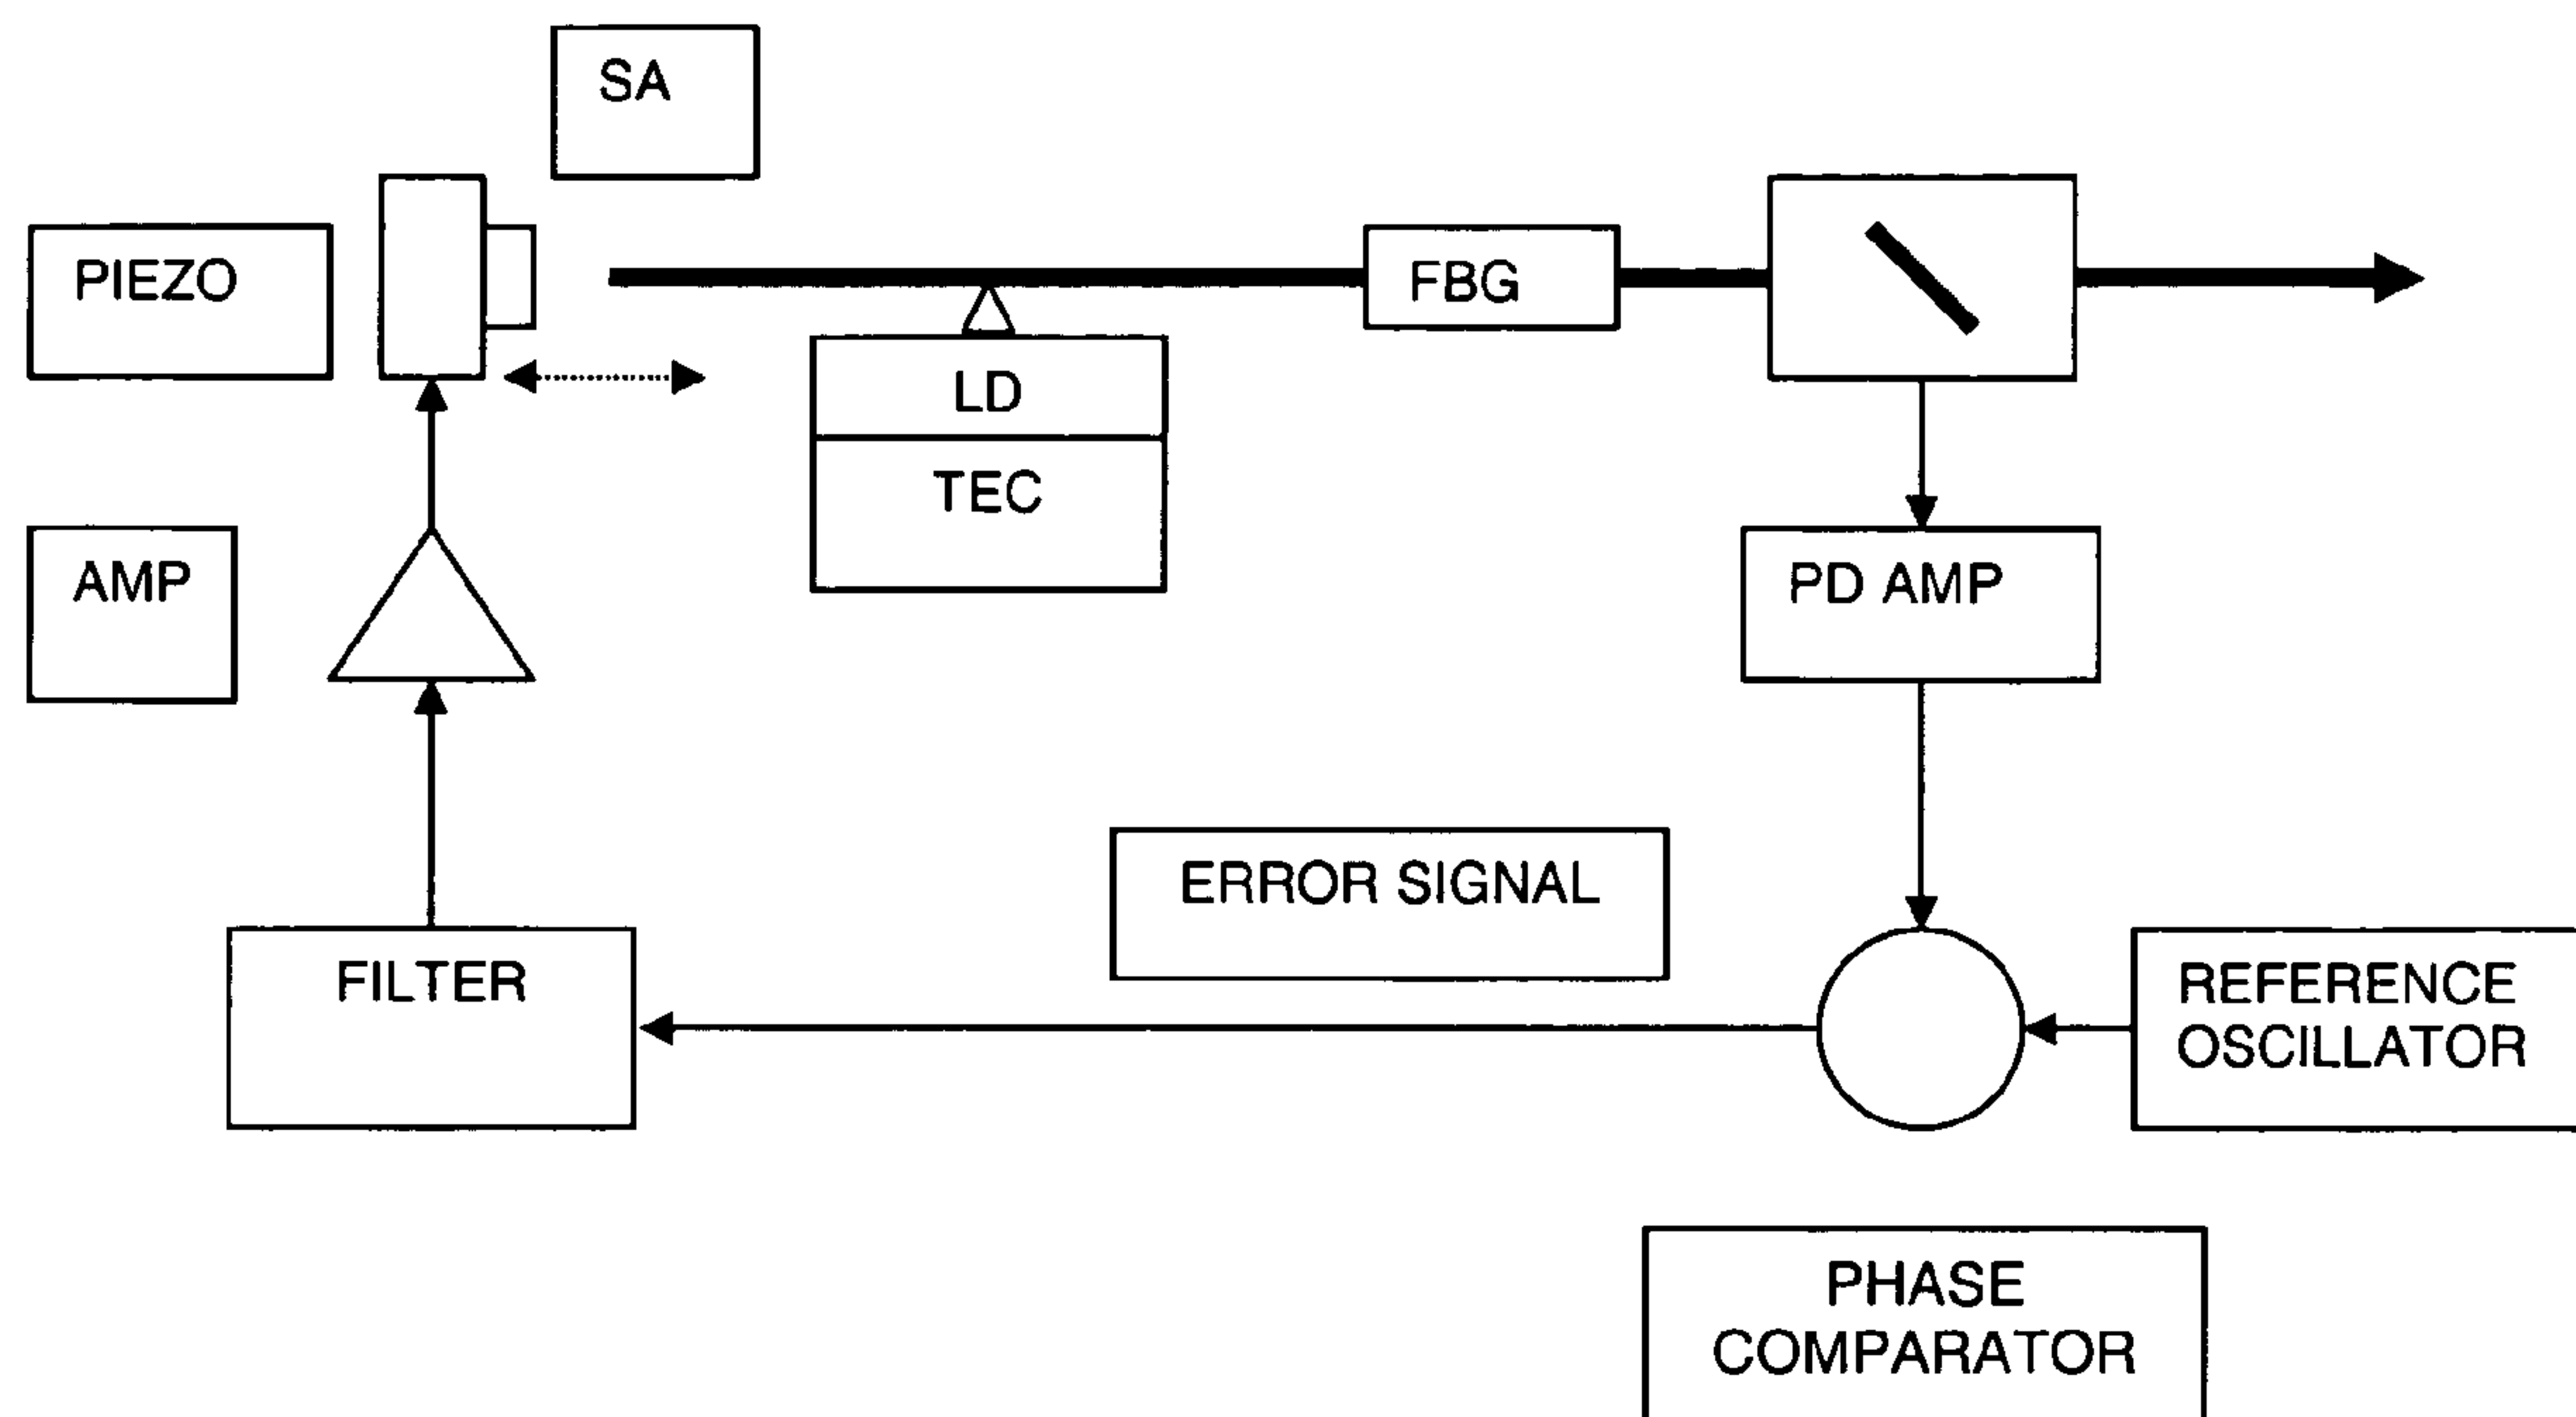 SA
PIEZO
FBG
LD
TEC
AMP
PD AMP
ERROR SIGNAL
FILTER
REFERENCE
OSCILLATOR
PHASE
COMPARATOR